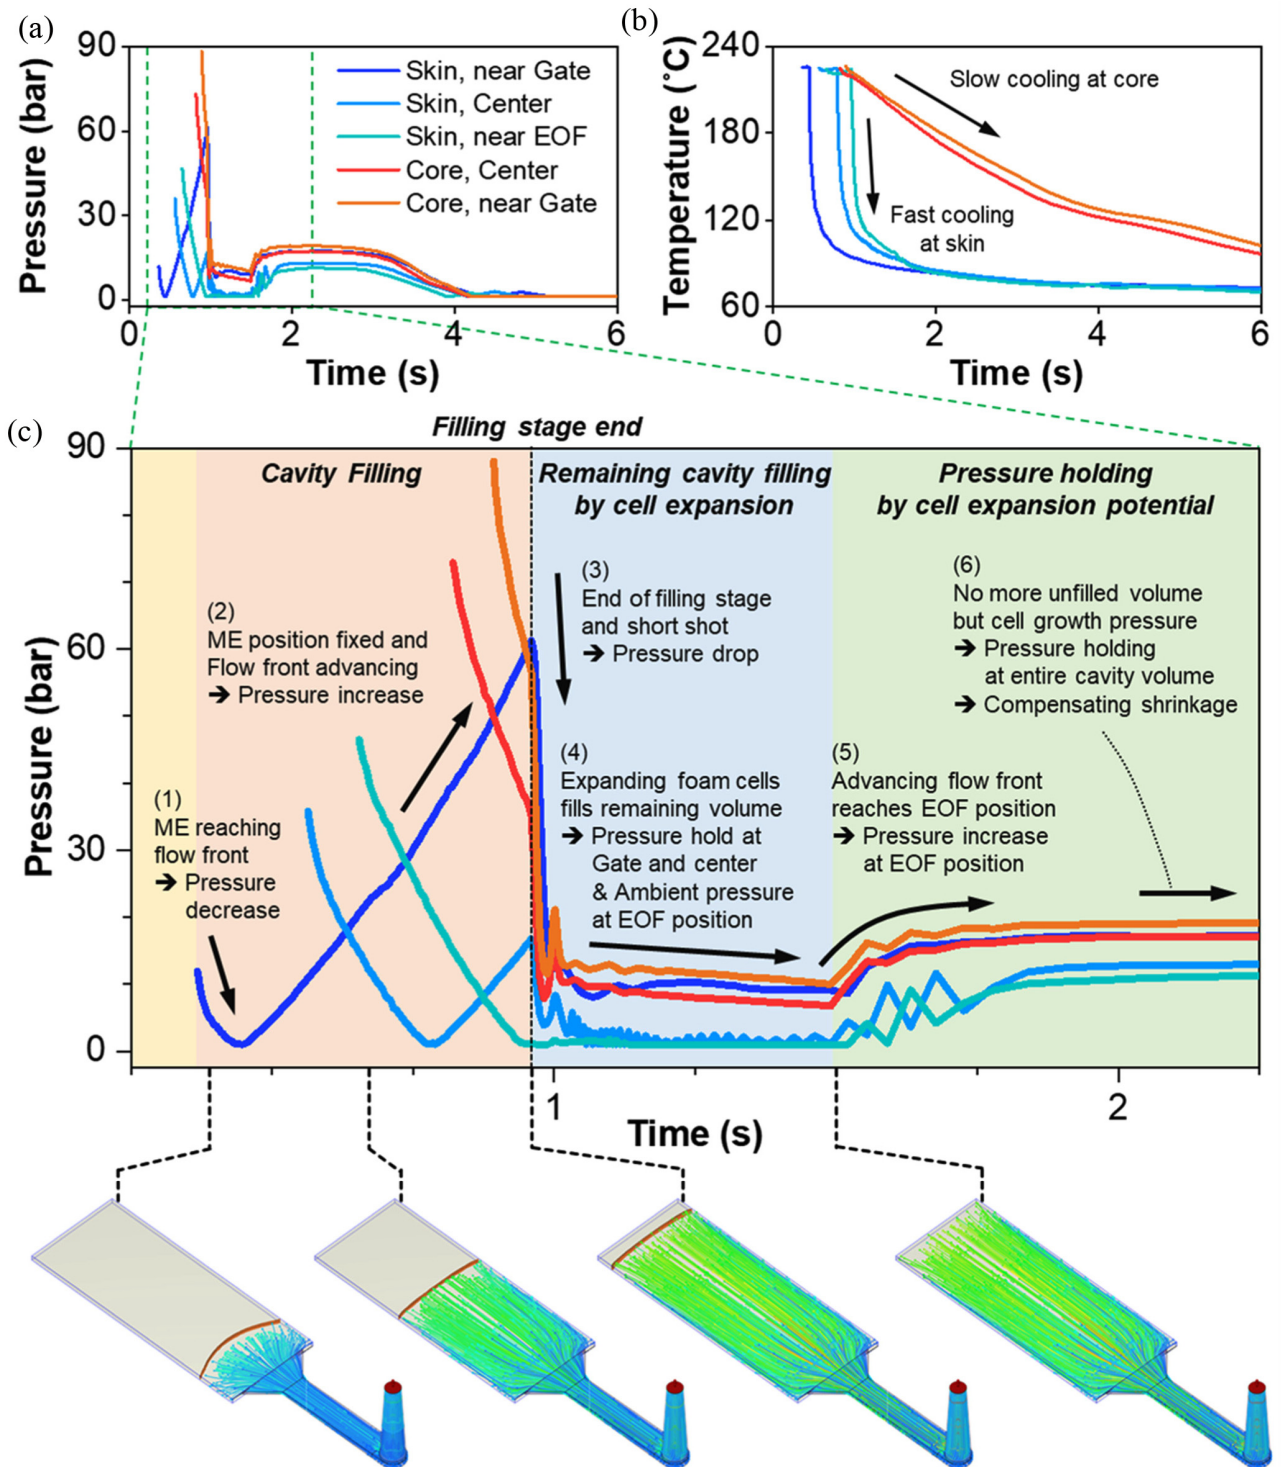 (a)
90
60
30
0
Pressure (bar)
Skin, near Gate
Skin, Center
Skin, near EOF
Core, Center
Core, near Gate
0
2
4
6
Time (s)
(b)
240
180
120
60
Temperature (˚C)
Slow cooling at core
Fast cooling
at skin
0
2
4
6
Time (s)
(c)
Filling stage end
90
60
30
0
Pressure (bar)
Cavity Filling
Remaining cavity filling
by cell expansion
Pressure holding
by cell expansion potential
(1)
ME reaching
flow front
➔ Pressure
decrease
(2)
ME position fixed and
Flow front advancing
➔ Pressure increase
(3)
End of filling stage
and short shot
➔ Pressure drop
(4)
Expanding foam cells
fills remaining volume
➔ Pressure hold at
Gate and center
& Ambient pressure
at EOF position
(5)
Advancing flow front
reaches EOF position
➔ Pressure increase
at EOF position
(6)
No more unfilled volume
but cell growth pressure
➔ Pressure holding
at entire cavity volume
➔ Compensating shrinkage
1
2
Time (s)